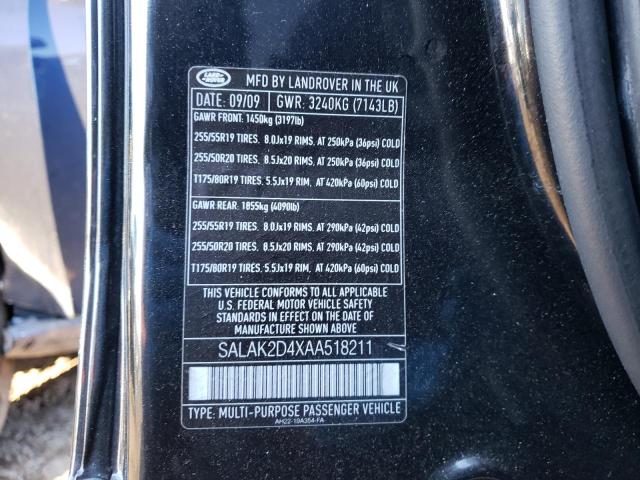 LAND ROVER
MFD BY LANDROVER IN THE UK
DATE: 09/09 GWR: 3240KG (7143LB)
GAWR FRONT: 1450kg (3197lb)
255/55R19 TIRES. 8.0Jx19 RIMS. AT 250kPa (36psi) COLD
255/50R20 TIRES. 8.5Jx20 RIMS. AT 250kPa (36psi) COLD
T175/80R19 TIRES. 5.5Jx19 RIM, AT 420kPa (60psi) COLD
GAWR REAR: 1855kg (4090lb)
255/55R19 TIRES. 8.0Jx19 RIMS. AT 290kPa (42psi) COLD
255/50R20 TIRES. 8.5Jx20 RIMS. AT 290kPa (42psi) COLD
T175/80R19 TIRES. 5.5Jx19 RIM, AT 420kPa (60psi) COLD
THIS VEHICLE CONFORMS TO ALL APPLICABLE
U.S. FEDERAL MOTOR VEHICLE SAFETY
STANDARDS IN EFFECT ON THE DATE OF
MANUFACTURE SHOWN ABOVE
SALAK2D4XAA518211
TYPE: MULTI-PURPOSE PASSENGER VEHICLE
AH22-19A354-FA